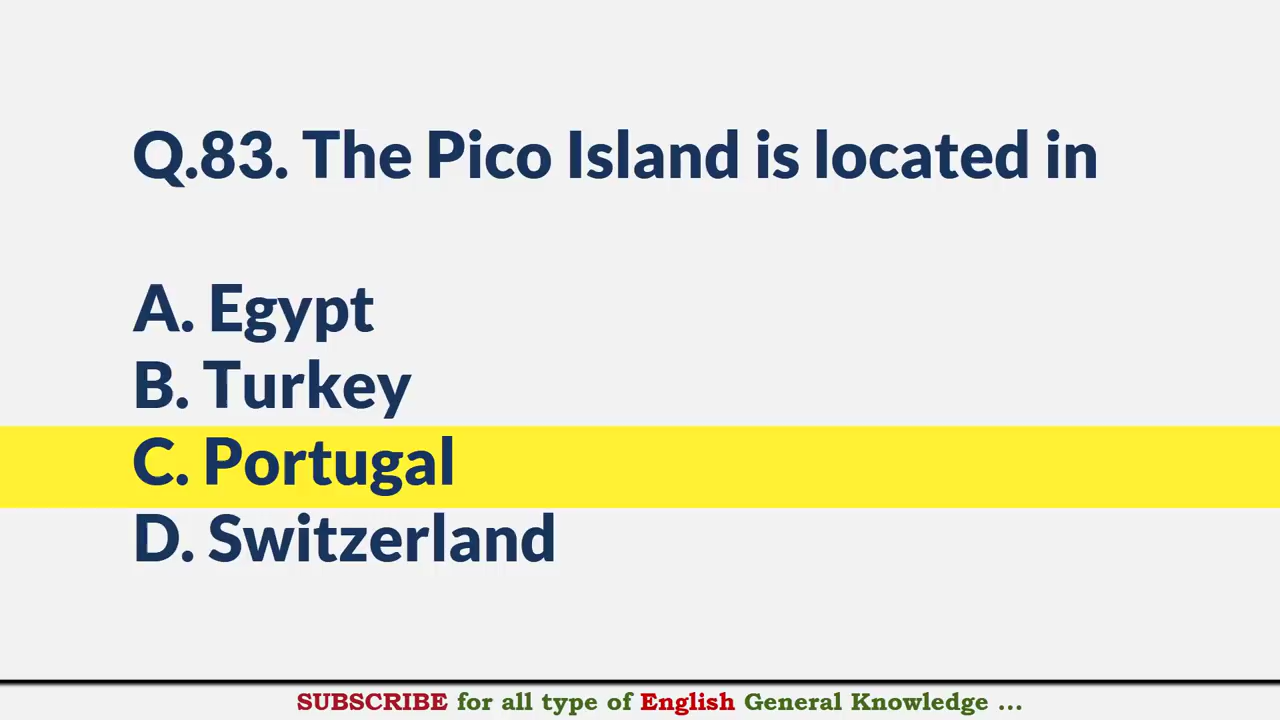 Q.83. The Pico Island is located in
A. Egypt
B. Turkey
C. Portugal
D. Switzerland
SUBSCRIBE for all type of English General Knowledge ...